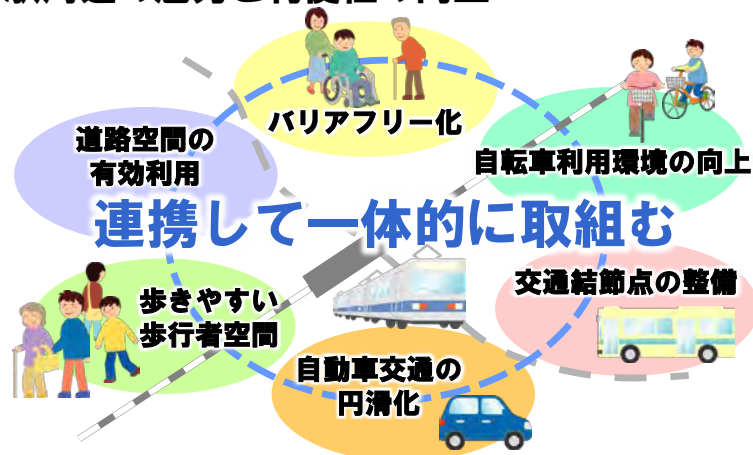 バリアフリー化
道路空間の
有効利用
自転車利用環境の向上
連携して一体的に取組む
交通結節点の整備
歩きやすい
歩行者空間
自動車交通の
円滑化